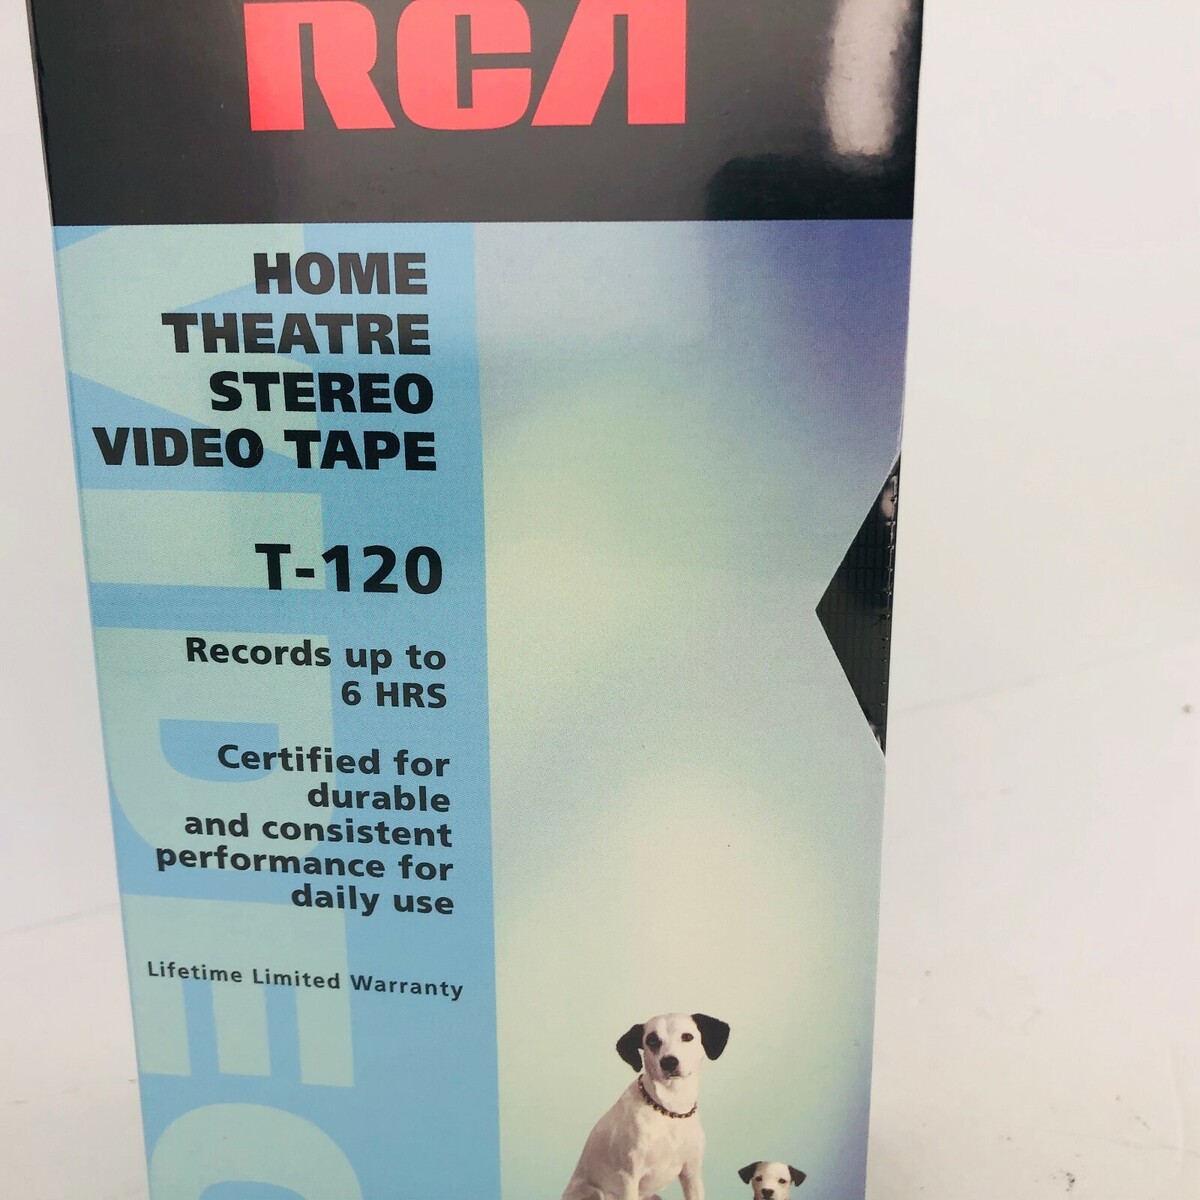 RCA
HOME
THEATRE
STEREO
VIDEO TAPE
T-120
Records up to
6 HRS
Certified for
durable
and consistent
performance for
daily use
Lifetime Limited Warranty
VIDEO